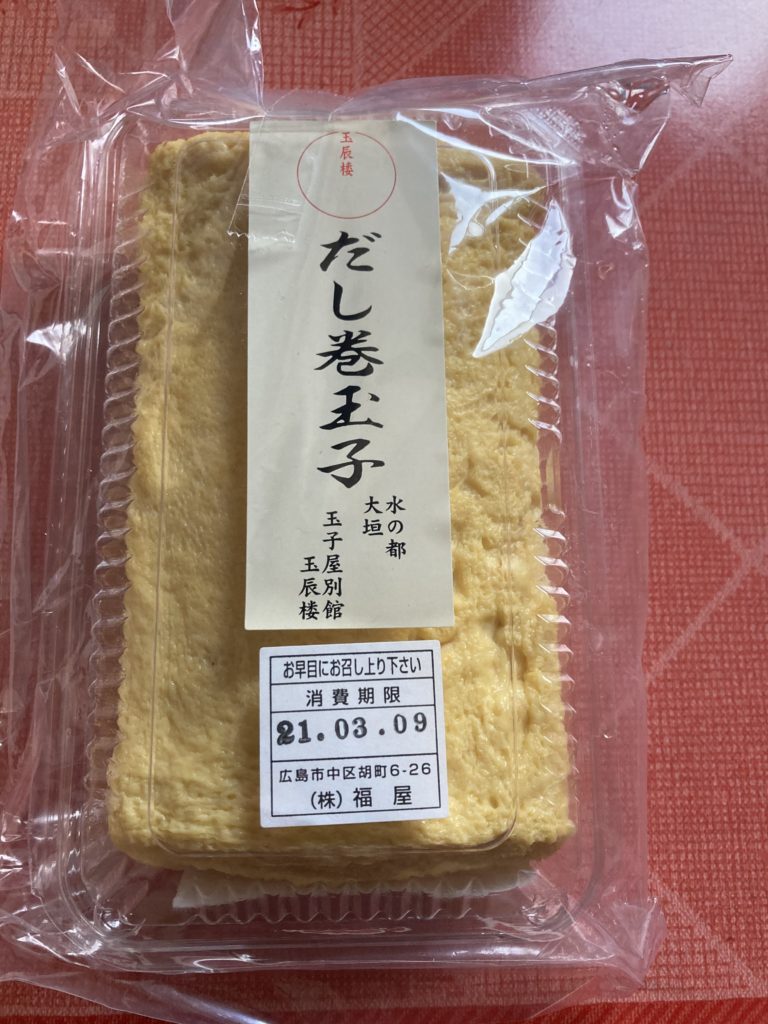 玉辰楼
だし巻玉子
水の都
大垣
玉子屋別館
玉辰楼
お早目にお召し上り下さい
消費期限
21.03.09
広島市中区胡町6-26
(株)福屋